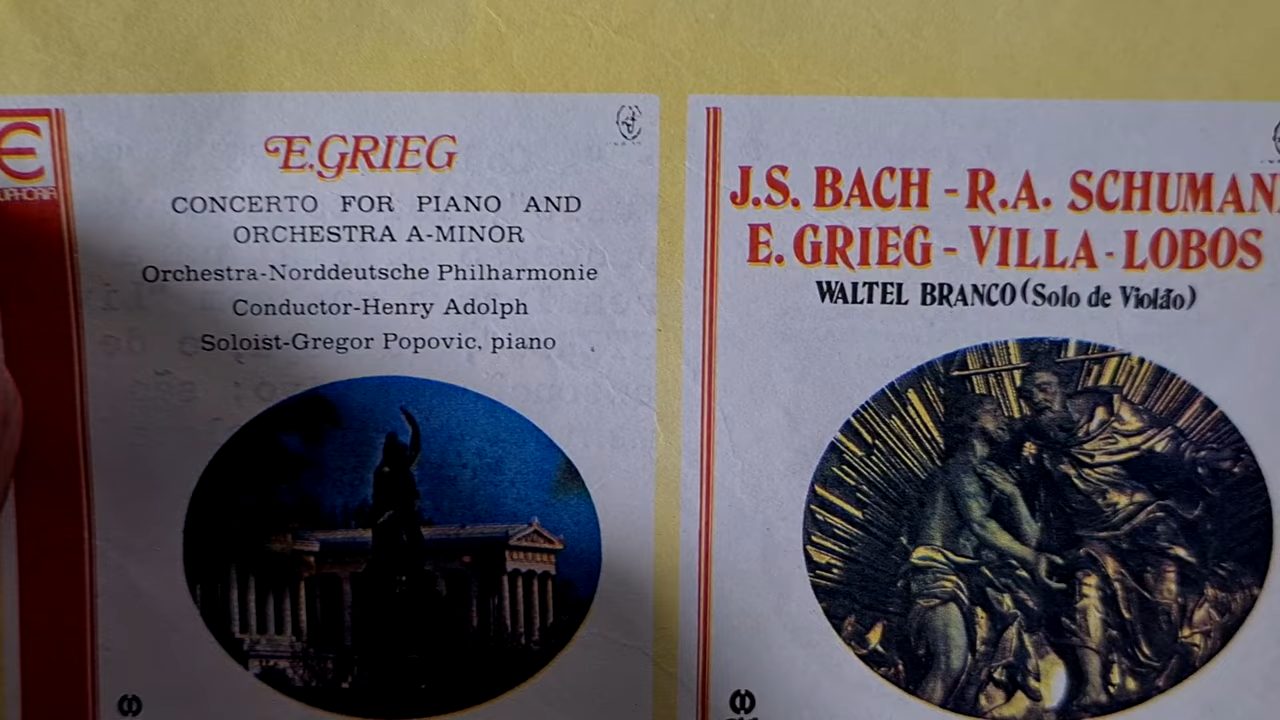 E.GRIEG
CONCERTO FOR PIANO AND
ORCHESTRA A-MINOR
Orchestra-Norddeutsche Philharmonie
Conductor-Henry Adolph
Soloist-Gregor Popovic, piano
J.S. BACH - R.A. SCHUMAN
E. GRIEG - VILLA - LOBOS
WALTEL BRANCO (Solo de Violão)